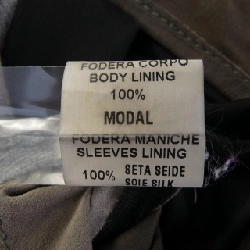 FODERA CORPO
BODY LINING
100%
MODAL
FODERA MANICHE
SLEEVES LINING
100% SETA SEIDE
SOIE SILK